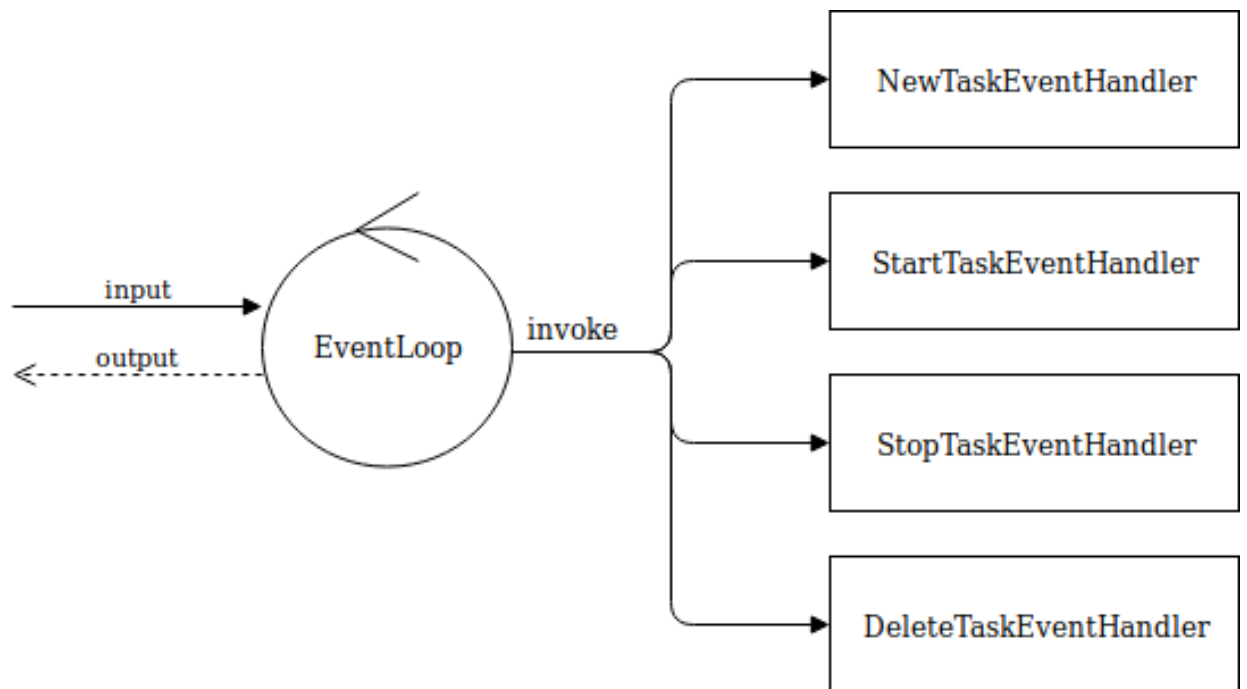 input
output
EventLoop
invoke
NewTaskEventHandler
StartTaskEventHandler
StopTaskEventHandler
DeleteTaskEventHandler